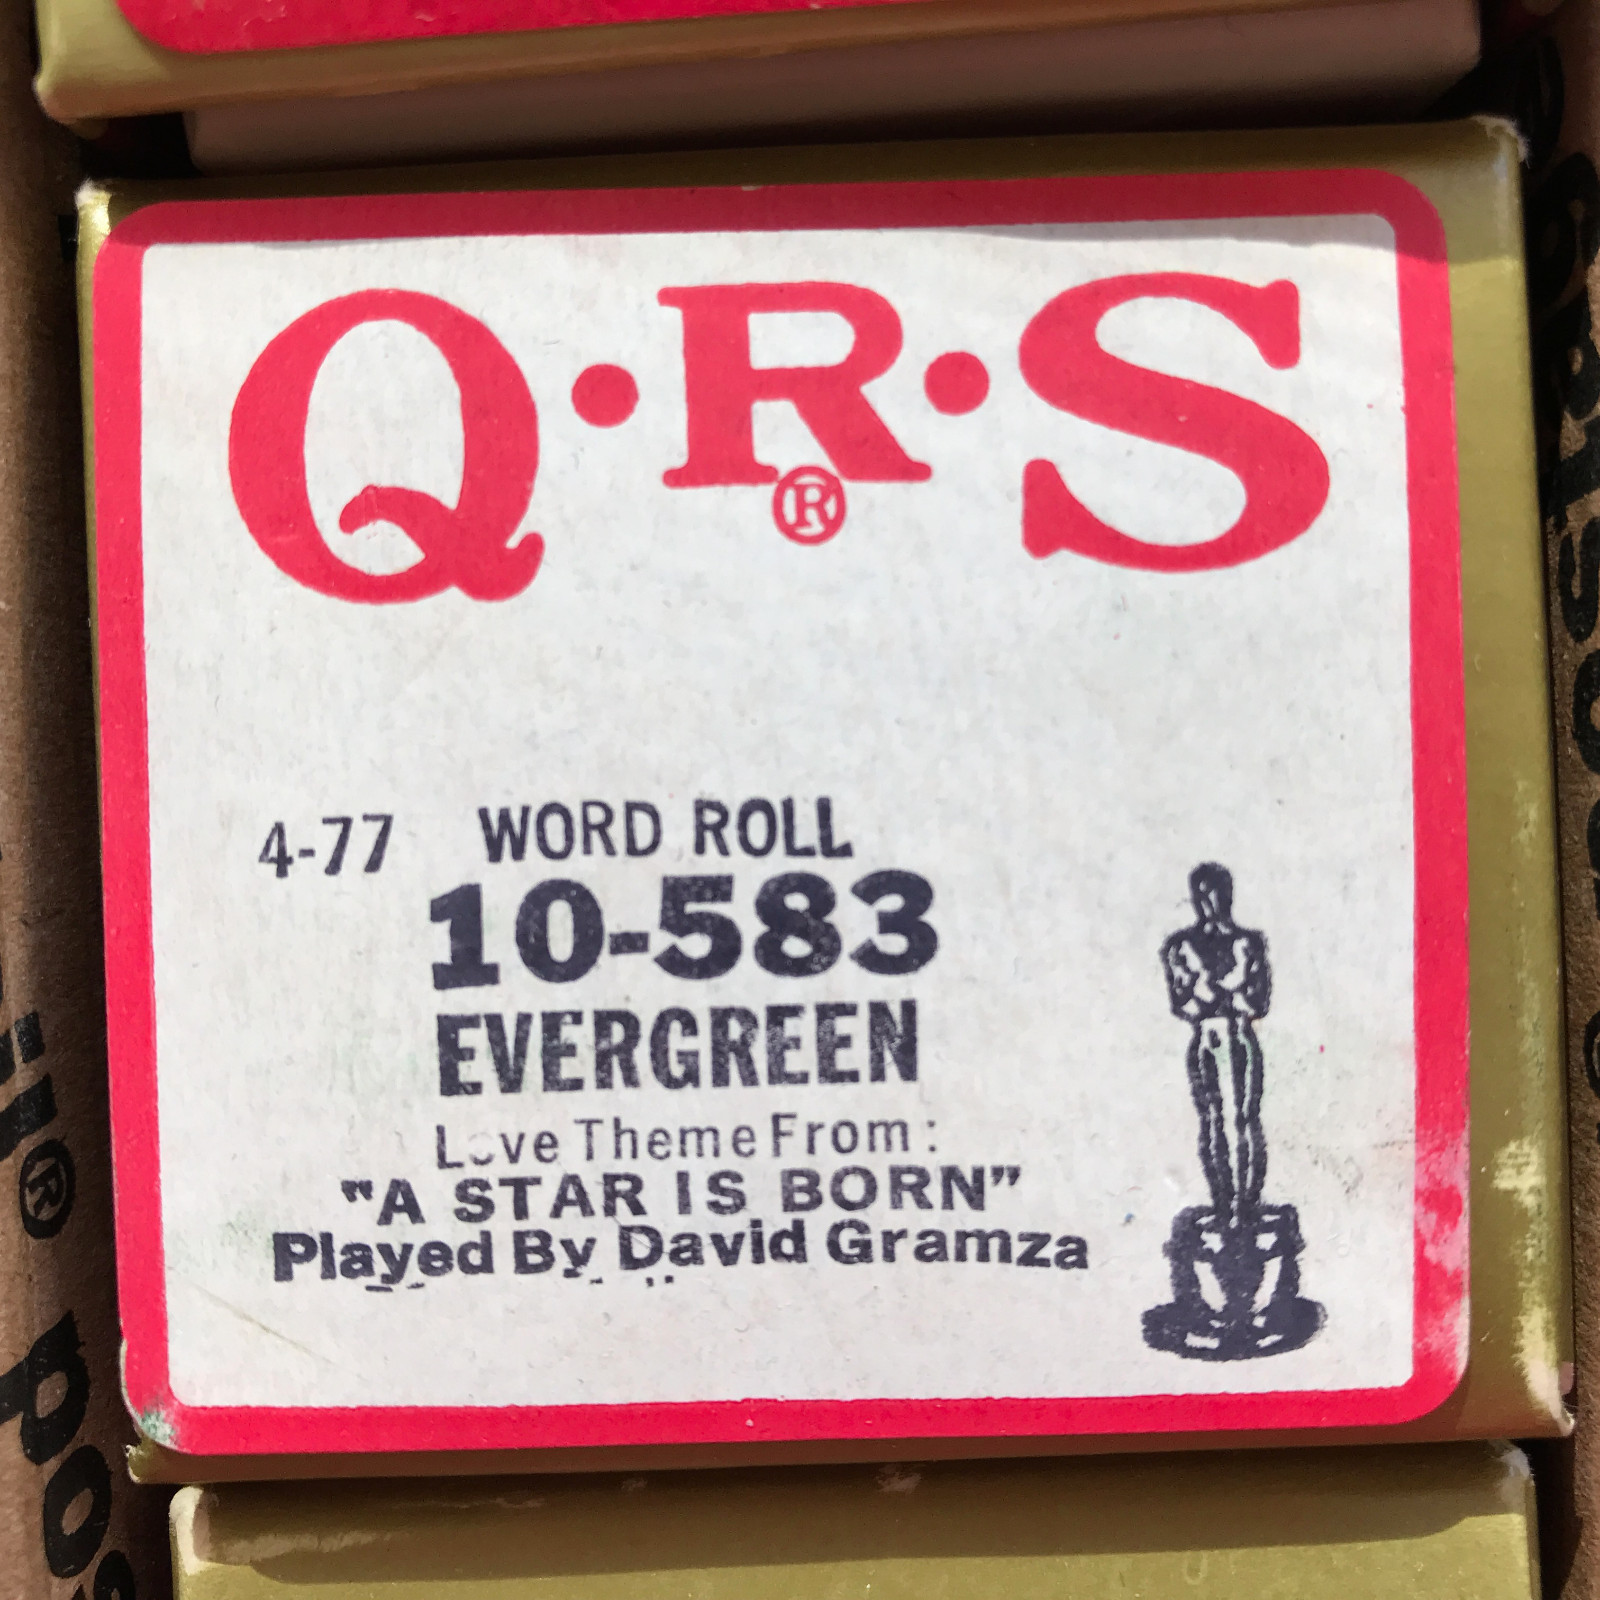 Q·R·S
®
4-77 WORD ROLL
10-583
EVERGREEN
Love Theme From:
"A STAR IS BORN"
Played By David Gramza